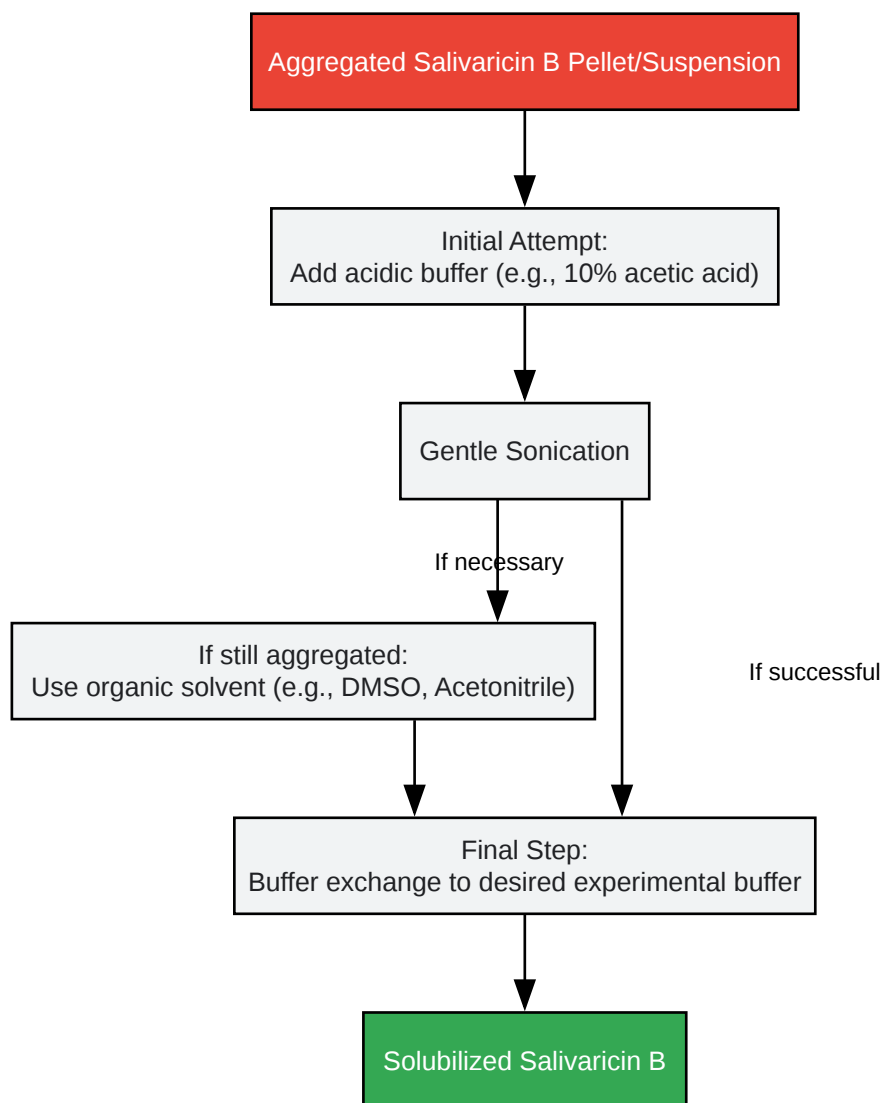 Aggregated Salivaricin B Pellet/Suspension
Initial Attempt:
Add acidic buffer (e.g., 10% acetic acid)
Gentle Sonication
If necessary
If still aggregated:
Use organic solvent (e.g., DMSO, Acetonitrile)
If successful
Final Step:
Buffer exchange to desired experimental buffer
Solubilized Salivaricin B